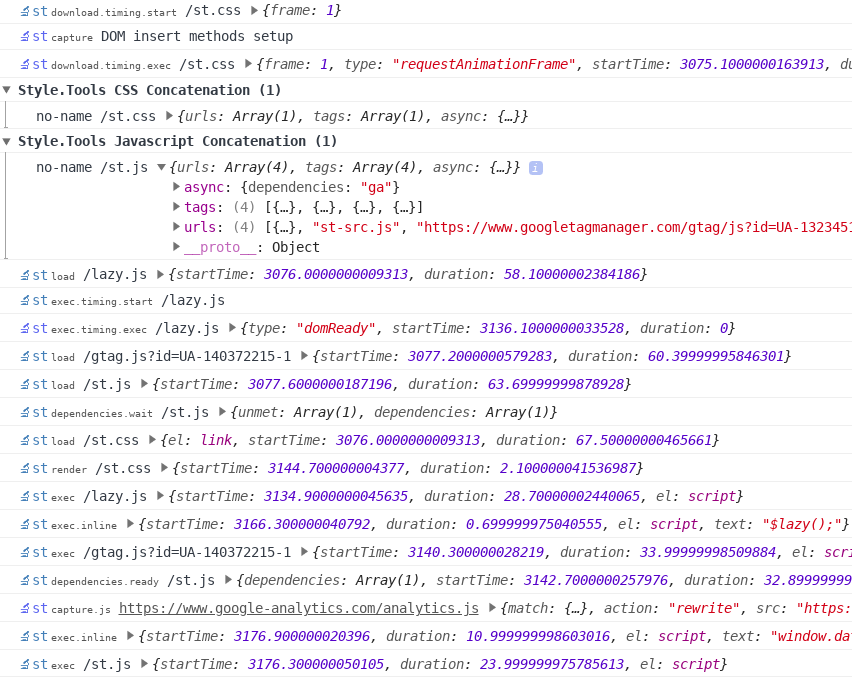 st download.timing.start /st.css ▶{frame: 1}
st capture DOM insert methods setup
st download.timing.exec /st.css ▶{frame: 1, type: "requestAnimationFrame", startTime: 3075.1000000163913, du
▼ Style.Tools CSS Concatenation (1)
no-name /st.css ▶{urls: Array(1), tags: Array(1), async: {…}}
▼ Style.Tools Javascript Concatenation (1)
no-name /st.js ▼{urls: Array(4), tags: Array(4), async: {…}} i
▶async: {dependencies: "ga"}
▶tags: (4) [{…}, {…}, {…}, {…}]
▶urls: (4) [{…}, "st-src.js", "https://www.googletagmanager.com/gtag/js?id=UA-1323451
▶__proto__: Object
st load /lazy.js ▶{startTime: 3076.0000000009313, duration: 58.10000002384186}
st exec.timing.start /lazy.js
st exec.timing.exec /lazy.js ▶{type: "domReady", startTime: 3136.1000000033528, duration: 0}
st load /gtag.js?id=UA-140372215-1 ▶{startTime: 3077.2000000579283, duration: 60.39999995846301}
st load /st.js ▶{startTime: 3077.6000000187196, duration: 63.69999999878928}
st dependencies.wait /st.js ▶{unmet: Array(1), dependencies: Array(1)}
st load /st.css ▶{el: link, startTime: 3076.0000000009313, duration: 67.50000000465661}
st render /st.css ▶{startTime: 3144.700000004377, duration: 2.100000041536987}
st exec /lazy.js ▶{startTime: 3134.9000000045635, duration: 28.70000002440065, el: script}
st exec.inline ▶{startTime: 3166.300000040792, duration: 0.699999975040555, el: script, text: "$lazy();"}
st exec /gtag.js?id=UA-140372215-1 ▶{startTime: 3140.300000028219, duration: 33.99999998509884, el: scri
st dependencies.ready /st.js ▶{dependencies: Array(1), startTime: 3142.7000000257976, duration: 32.899999999
st capture.js https://www.google-analytics.com/analytics.js ▶{match: {…}, action: "rewrite", src: "https:
st exec.inline ▶{startTime: 3176.900000020396, duration: 10.999999998603016, el: script, text: "window.da
st exec /st.js ▶{startTime: 3176.300000050105, duration: 23.999999975785613, el: script}